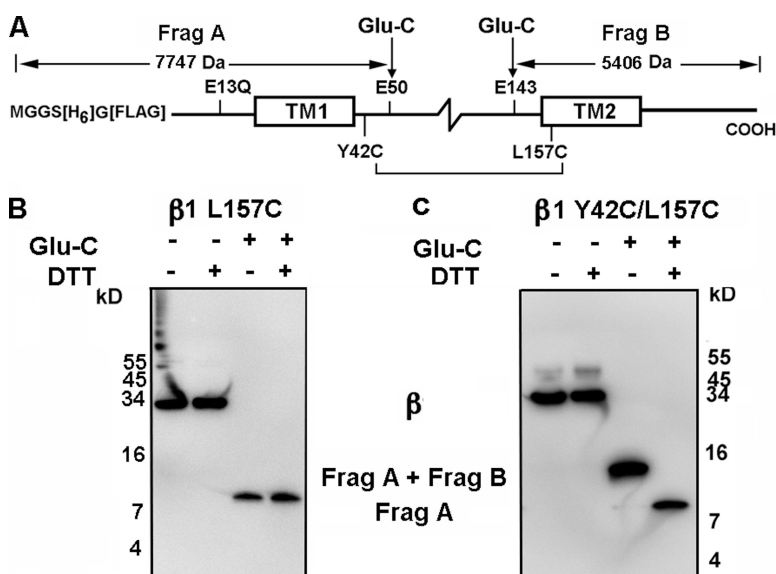 A
Frag A
Glu-C
Glu-C
Frag B
7747 Da
5406 Da
E13Q
E50
E143
MGGS[H6]G[FLAG]
TM1
TM2
COOH
Y42C
L157C
B
β1 L157C
C
β1 Y42C/L157C
Glu-C - - + +
DTT - + - +
Glu-C - - + +
DTT - + - +
kD
kD
55
45
34
16
7
4
β
Frag A + Frag B
Frag A
55
45
34
16
7
4